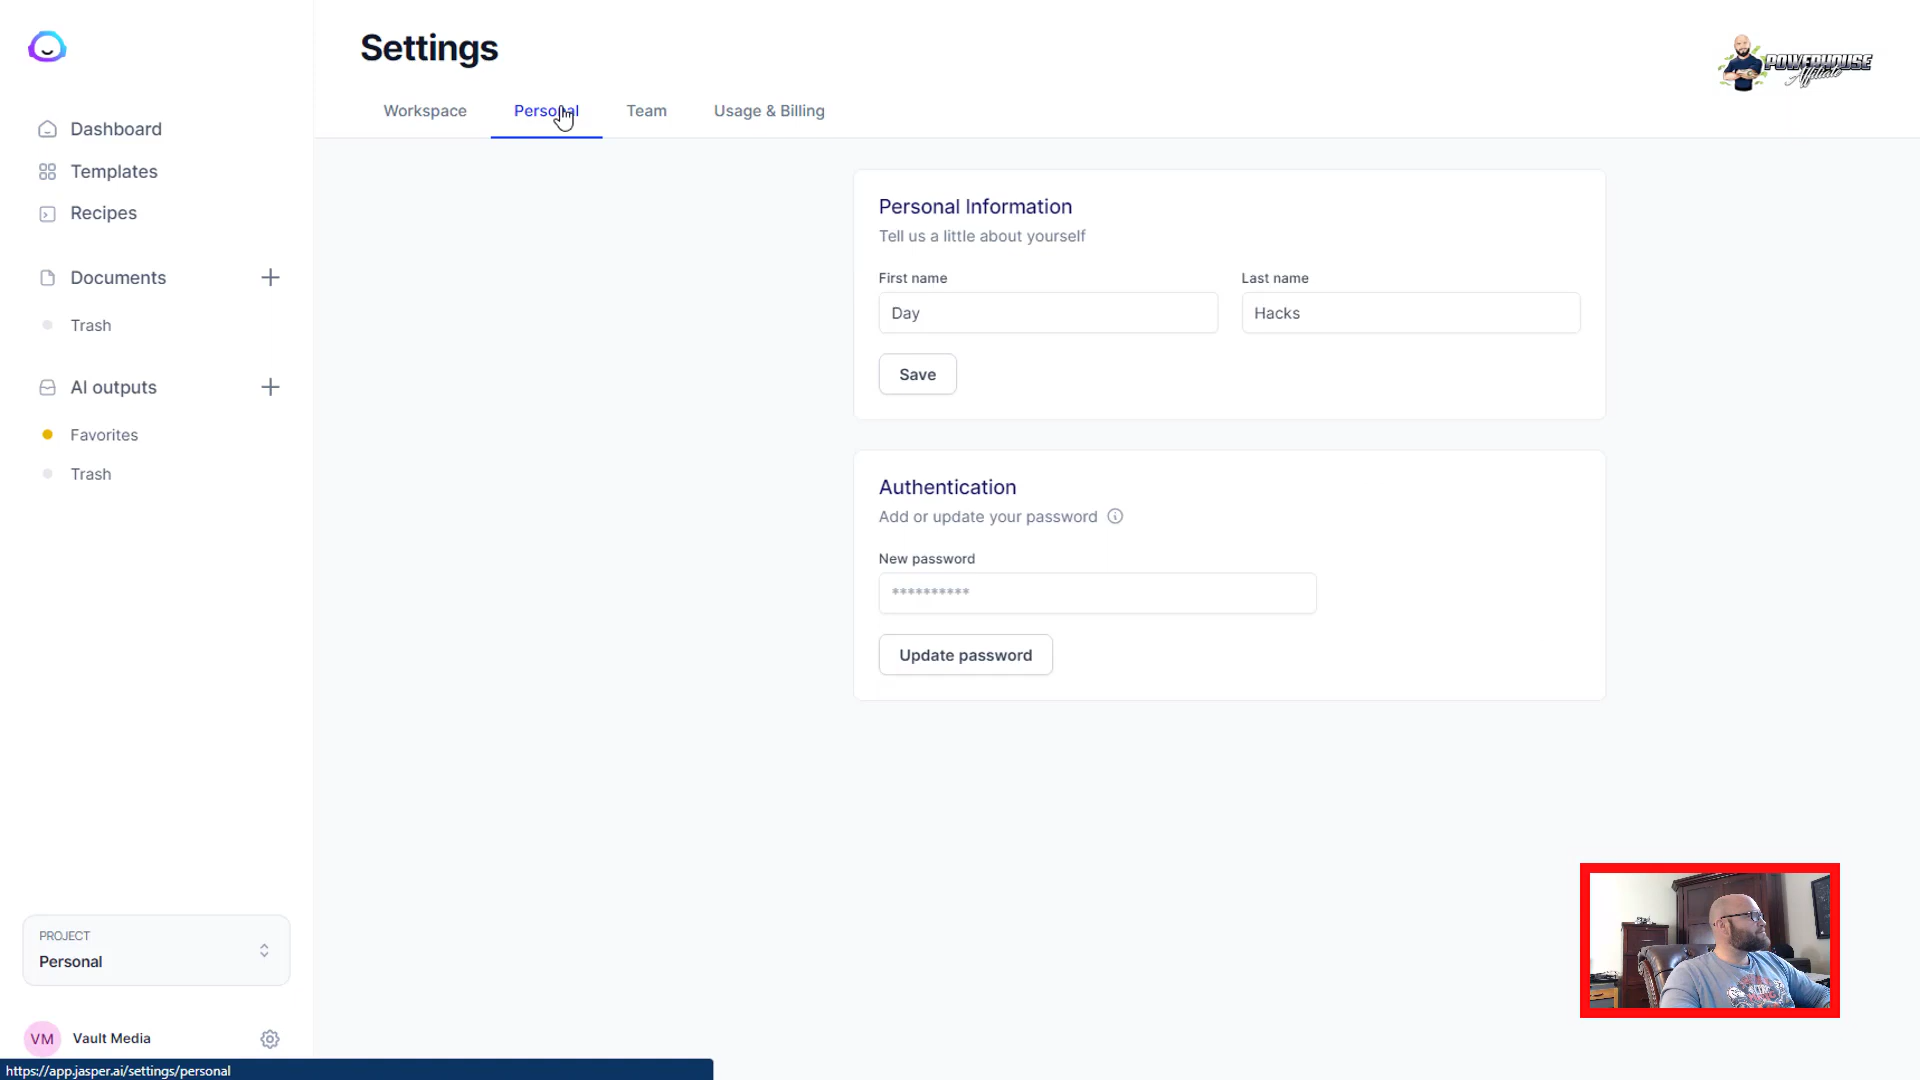 Settings
POWERHOUSE
Affiliate
Workspace
Personal
Team
Usage & Billing
Dashboard
Templates
Recipes
Documents
Trash
AI outputs
Favorites
Trash
Personal Information
Tell us a little about yourself
First name
Last name
Day
Hacks
Save
Authentication
Add or update your password
New password
**********
Update password
PROJECT
Personal
VM
Vault Media
https://app.jasper.ai/settings/personal